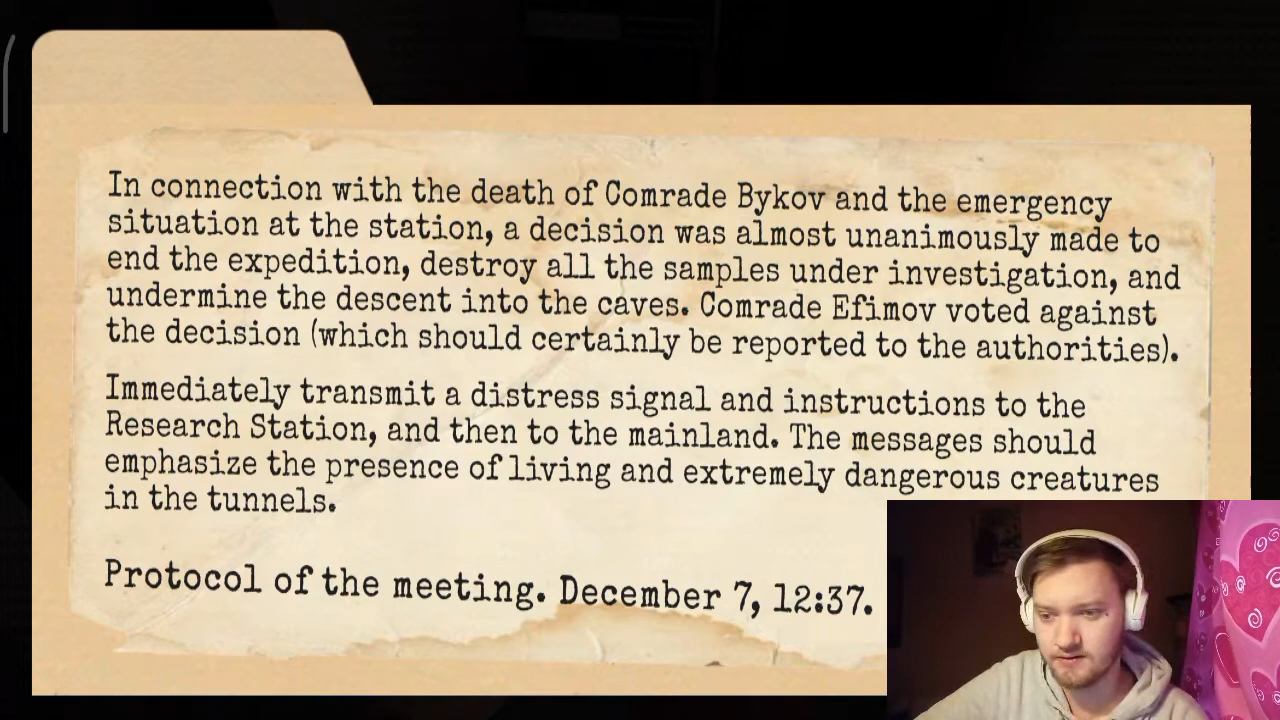 In connection with the death of Comrade Bykov and the emergency
situation at the station, a decision was almost unanimously made to
end the expedition, destroy all the samples under investigation, and
undermine the descent into the caves. Comrade Efimov voted against
the decision (which should certainly be reported to the authorities).
Immediately transmit a distress signal and instructions to the
Research Station, and then to the mainland. The messages should
emphasize the presence of living and extremely dangerous creatures
in the tunnels.
Protocol of the meeting. December 7, 12:37.